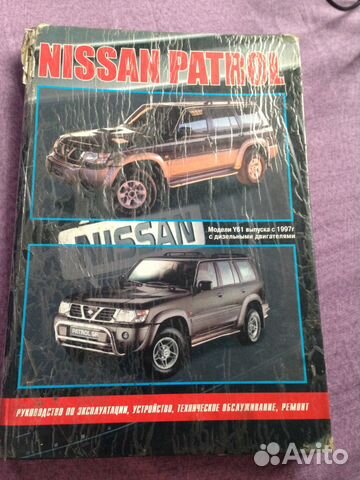 NISSAN PATROL
Модели Y61 выпуска с 1997г
с дизельными двигателями
NISSAN
PATROL GR
РУКОВОДСТВО ПО ЭКСПЛУАТАЦИИ, УСТРОЙСТВО, ТЕХНИЧЕСКОЕ ОБСЛУЖИВАНИЕ, РЕМОНТ
Avito